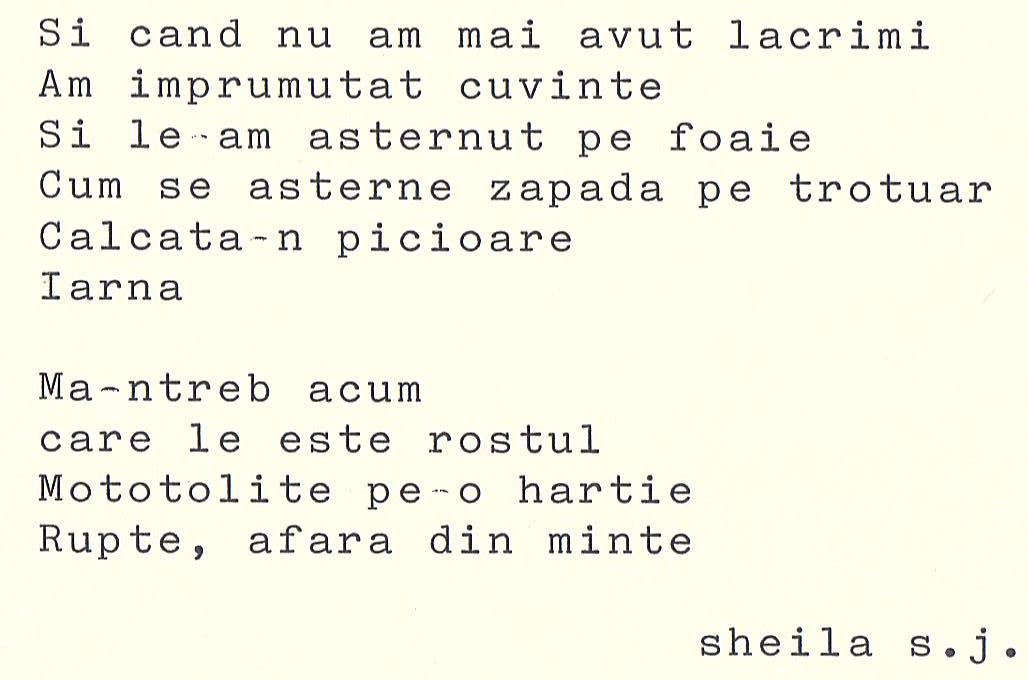 Si cand nu am mai avut lacrimi
Am imprumutat cuvinte
Si le-am asternut pe foaie
Cum se asterne zapada pe trotuar
Calcata-n picioare
Iarna

Ma-ntreb acum
care le este rostul
Mototolite pe-o hartie
Rupte, afara din minte

sheila s.j.